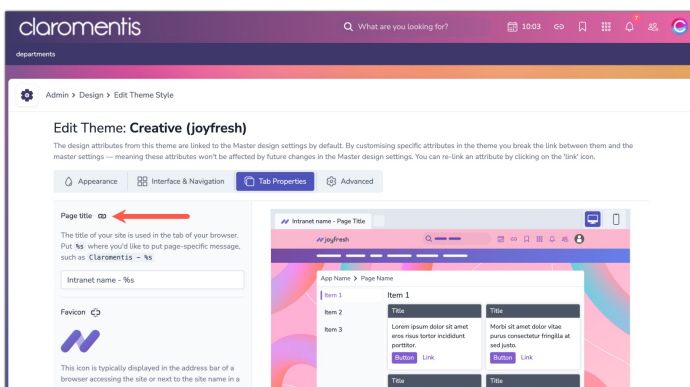 claromentis
What are you looking for?
10:03
7
departments
Admin > Design > Edit Theme Style
Edit Theme: Creative (joyfresh)
The design attributes from this theme are linked to the Master design settings by default. By customising specific attributes in the theme you break the link between them and the
master settings — meaning these attributes won't be affected by future changes in the Master design settings. You can re-link an attribute by clicking on the 'link' icon.
Appearance
Interface & Navigation
Tab Properties
Advanced
Page title
The title of your site is used in the tab of your browser.
Put %s where you'd like to put page-specific message,
such as Claromentis - %s
Intranet name - %s
Favicon
This icon is typically displayed in the address bar of a
browser accessing the site or next to the site name in a
Intranet name - Page Title
joyfresh
App Name > Page Name
Item 1
Item 2
Item 3
Item 1
Title
Lorem ipsum dolor sit amet
eros risus tortor incididunt
porttitor.
Button Link
Title
Morbi sit amet dolor vitae
purus consectetur fringilla at
sed justo.
Button Link
Title
Title